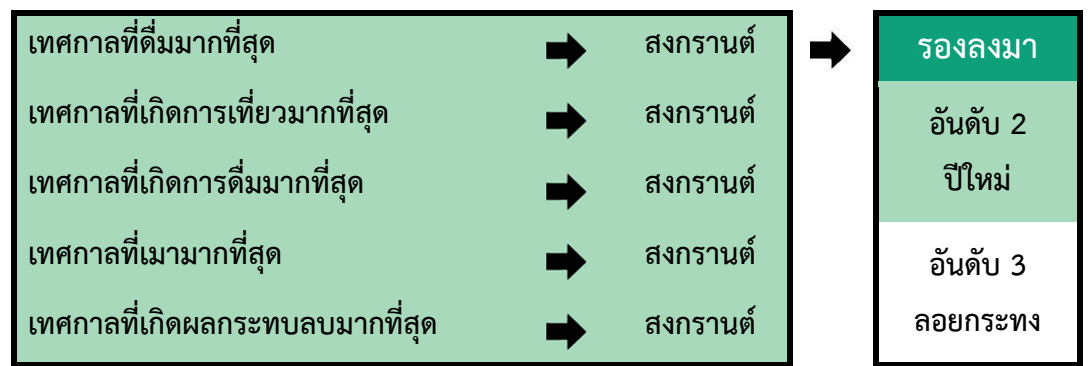 เทศกาลที่ดื่มมากที่สุด ➡ สงกรานต์ ➡
เทศกาลที่เกิดการเที่ยวมากที่สุด ➡ สงกรานต์
เทศกาลที่เกิดการดื่มมากที่สุด ➡ สงกรานต์
เทศกาลที่เมามากที่สุด ➡ สงกรานต์
เทศกาลที่เกิดผลกระทบลบมากที่สุด ➡ สงกรานต์
รองลงมา
อันดับ 2
ปีใหม่
อันดับ 3
ลอยกระทง